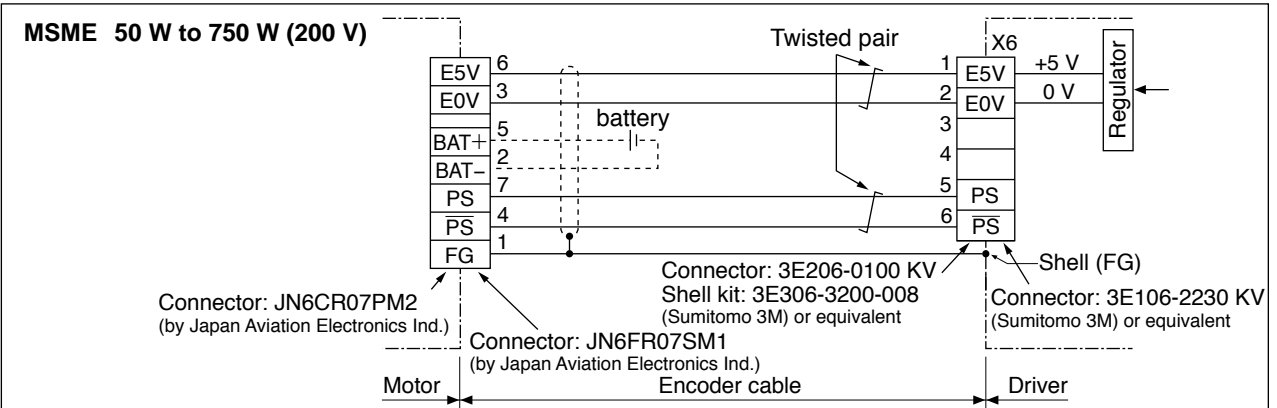 MSME 50 W to 750 W (200 V)
Twisted pair
X6
E5V 6
1 E5V
+5 V
E0V 3
2 E0V
0 V
Regulator
3
battery
BAT+ 5
4
BAT− 2
PS 7
5 PS
P̅S̅ 4
6 P̅S̅
FG 1
Shell (FG)
Connector: 3E206-0100 KV
Shell kit: 3E306-3200-008
(Sumitomo 3M) or equivalent
Connector: 3E106-2230 KV
(Sumitomo 3M) or equivalent
Connector: JN6CR07PM2
(by Japan Aviation Electronics Ind.)
Connector: JN6FR07SM1
(by Japan Aviation Electronics Ind.)
Motor
Encoder cable
Driver